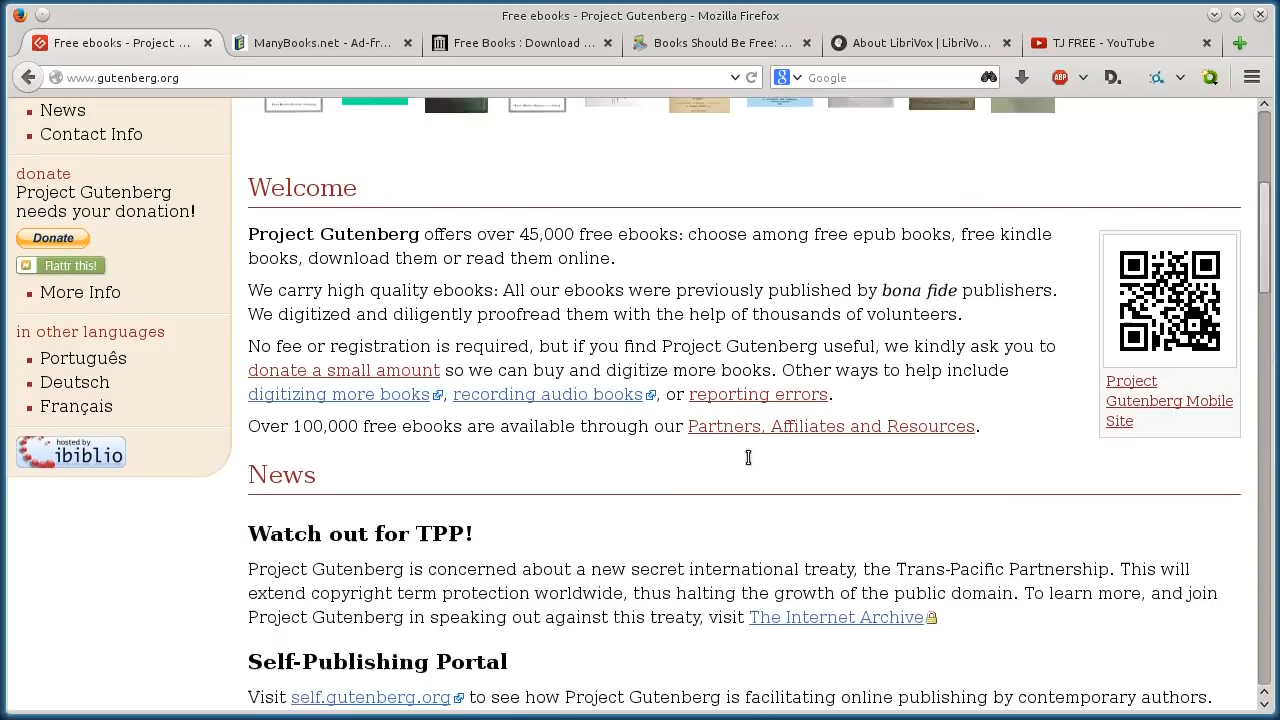 Free ebooks - Project Gutenberg - Mozilla Firefox
Free ebooks - Project ...
ManyBooks.net - Ad-fr...
Free Books : Download ...
Books Should Be Free: ...
About LibriVox | LibriVo...
TJ FREE - YouTube
www.gutenberg.org
Google
ABP
D.
News
Contact Info
donate
Project Gutenberg
needs your donation!
Donate
Flattr this!
More Info
in other languages
Português
Deutsch
Français
hosted by
ibiblio
Welcome
Project Gutenberg offers over 45,000 free ebooks: choose among free epub books, free kindle
books, download them or read them online.
We carry high quality ebooks: All our ebooks were previously published by bona fide publishers.
We digitized and diligently proofread them with the help of thousands of volunteers.
No fee or registration is required, but if you find Project Gutenberg useful, we kindly ask you to
donate a small amount so we can buy and digitize more books. Other ways to help include
digitizing more books, recording audio books, or reporting errors.
Over 100,000 free ebooks are available through our Partners, Affiliates and Resources.
Project
Gutenberg Mobile
Site
News
Watch out for TPP!
Project Gutenberg is concerned about a new secret international treaty, the Trans-Pacific Partnership. This will
extend copyright term protection worldwide, thus halting the growth of the public domain. To learn more, and join
Project Gutenberg in speaking out against this treaty, visit The Internet Archive
Self-Publishing Portal
Visit self.gutenberg.org to see how Project Gutenberg is facilitating online publishing by contemporary authors.